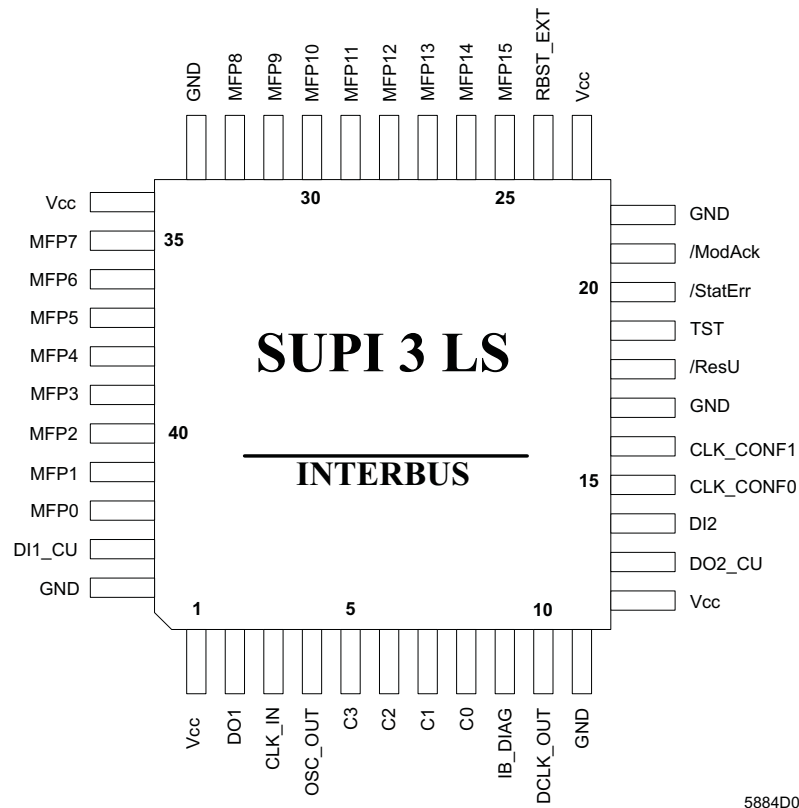 GND
MFP8
MFP9
MFP10
MFP11
MFP12
MFP13
MFP14
MFP15
RBST_EXT
Vcc
30
25
Vcc
MFP7
MFP6
MFP5
MFP4
MFP3
MFP2
MFP1
MFP0
DI1_CU
GND
35
40
SUPI 3 LS
INTERBUS
20
15
GND
/ModAck
/StatErr
TST
/ResU
GND
CLK_CONF1
CLK_CONF0
DI2
DO2_CU
Vcc
1
5
10
Vcc
DO1
CLK_IN
OSC_OUT
C3
C2
C1
C0
IB_DIAG
DCLK_OUT
GND
5884D0